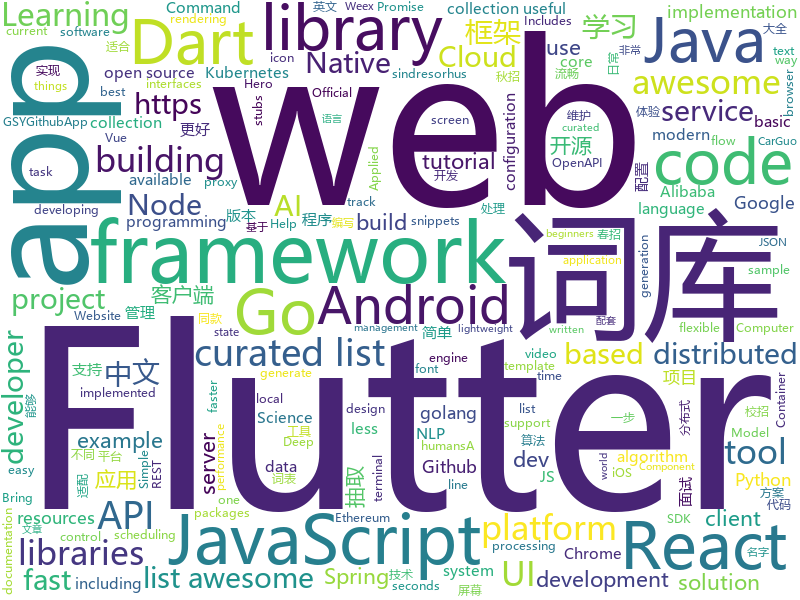 Learning
rendering
Command
英文
Weex
Promise
中文
collection useful
框架
学习
implementation
current
software
Dart
library
Java
text
适合
interfaces
Cloud
icon
Native
use
core
way
大全
open source
Kubernetes
sindresorhus
秋招
流畅
日常
非常
体验
awesome
实现
things
best
Includes
app
web
词库
code
GSYGithubApp
https
Hero
stubs
Official
screen
维护
curated
service
basic
collection
更好
语言
flow
CarGuo
browser
Vue
building
tutorial
configuration
开源
OpenAPI
modern
task
available
proxy
AI
Applied
开发
配置
Alibaba
Google
developing
Node
版本
程序
track
处理
language
programming
基于
Help
编写
build
snippets
beginners
春招
JSON
framework
project
客户端
Go
Android
application
generation
sample
Website
管理
同款
state
management
lightweight
written
配套
flexible
Computer
developer
curated list
简单
based
distributed
支持
engine
video
template
中文
implemented
font
time
项目
校招
Container
能够
example
server
generate
local
design
golang
list
support
一步
分布式
tool
Science
less
dev
算法
faster
performance
工具
NLP
humansA
algorithm
面试
平台
不同
应用
Deep
data
抽取
terminal
Github
JS
iOS
Python
方案
代码
easy
适配
Simple
REST
词表
line
world
Component
Model
Bring
resources
API
one
Ethereum
platform
client
documentation
libraries
packages
JavaScript
React
control
scheduling
Spring
processing
Chrome
SDK
名字
文章
fast
including
list awesome
技术
seconds
system
UI
development
屏幕
solution
Flutter